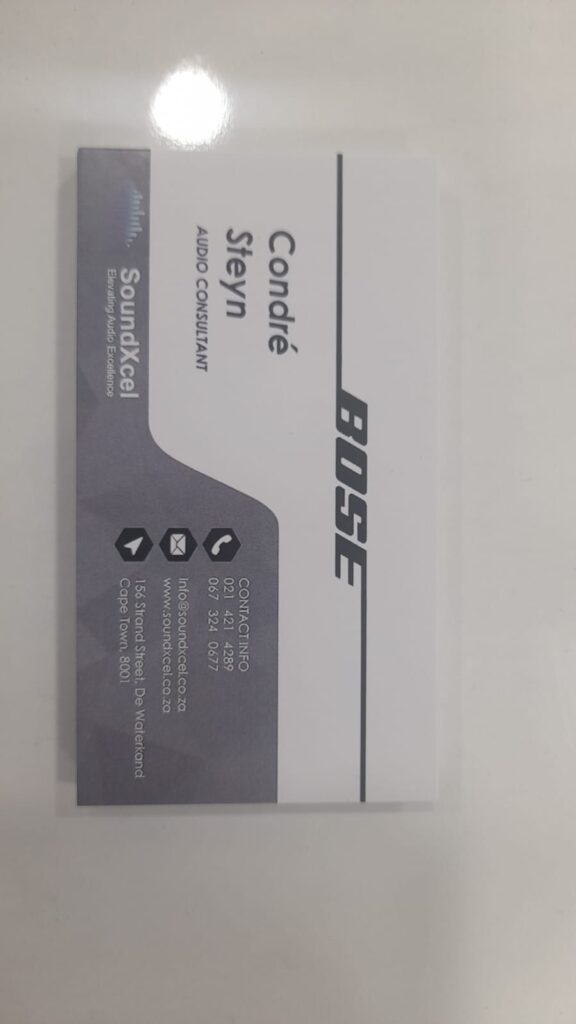 BOSE
Condré
Steyn
AUDIO CONSULTANT
SoundXcel
Elevating Audio Excellence
CONTACT INFO
021 421 4289
067 324 0677
info@soundxcel.co.za
www.soundxcel.co.za
156 Strand Street, De Waterkand
Cape Town, 8001